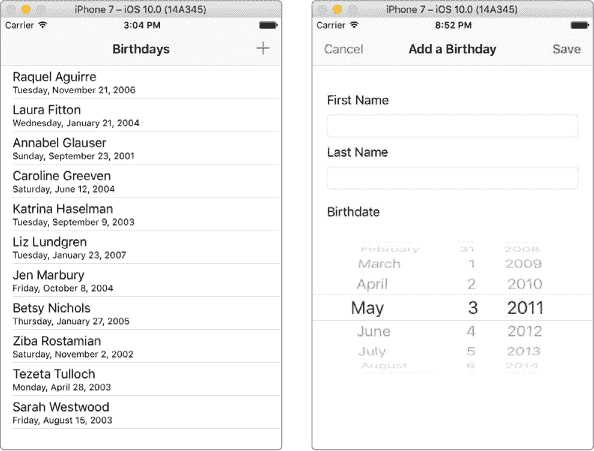 iPhone 7 – iOS 10.0 (14A345)
Carrier 3:04 PM
Birthdays +
Raquel Aguirre
Tuesday, November 21, 2006
Laura Fitton
Wednesday, January 21, 2004
Annabel Glauser
Sunday, September 23, 2001
Caroline Greeven
Saturday, June 12, 2004
Katrina Haselman
Tuesday, September 9, 2003
Liz Lundgren
Tuesday, January 23, 2007
Jen Marbury
Friday, October 8, 2004
Betsy Nichols
Thursday, January 27, 2005
Ziba Rostamian
Saturday, November 2, 2002
Tezeta Tulloch
Monday, April 28, 2003
Sarah Westwood
Friday, August 15, 2003
iPhone 7 – iOS 10.0 (14A345)
Carrier 8:52 PM
Cancel Add a Birthday Save
First Name
Last Name
Birthdate
February 31 2008
March 1 2009
April 2 2010
May 3 2011
June 4 2012
July 5 2013
August 6 2014